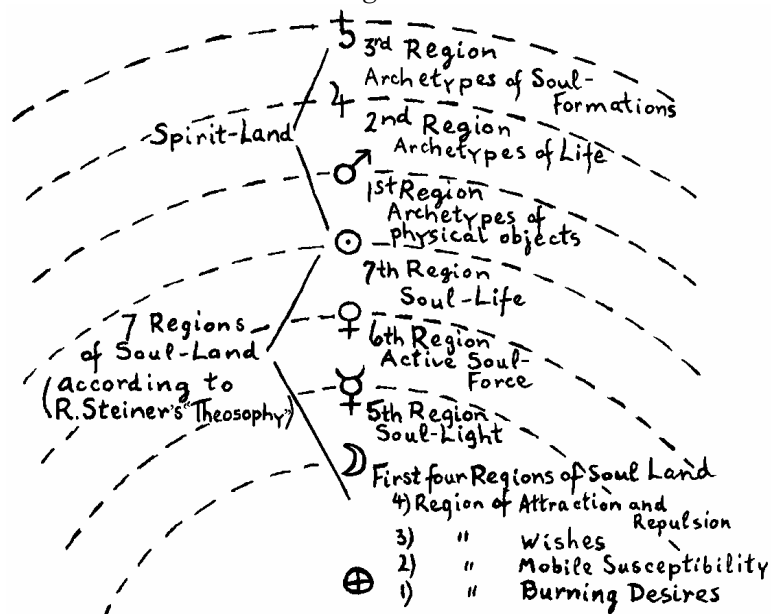 3rd Region
Archetypes of Soul-
Formations
Spirit-Land
2nd Region
Archetypes of Life
1st Region
Archetypes of
physical objects
7th Region
Soul-Life
7 Regions
of Soul-Land
(according to
R. Steiner's "Theosophy")
6th Region
Active Soul-
Force
5th Region
Soul-Light
First four Regions of Soul Land
4) Region of Attraction and
Repulsion
3) " Wishes
2) " Mobile Susceptibility
1) " Burning Desires